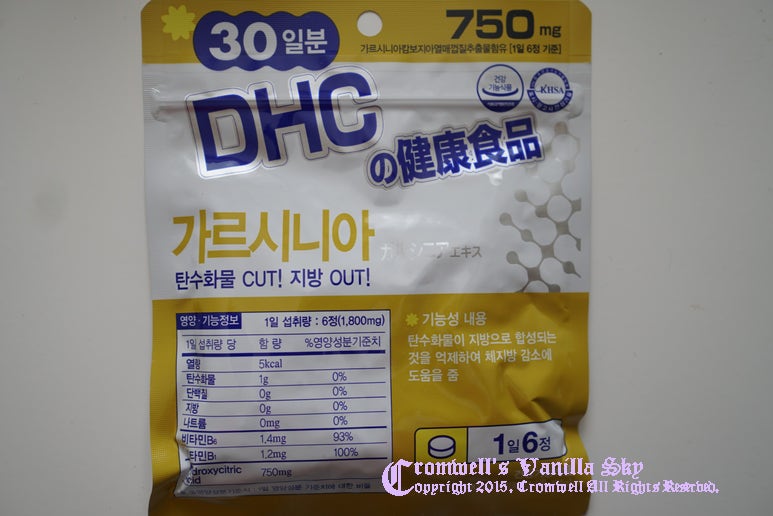 30일분
750 mg
가르시니아캄보지아열매껍질추출물함유 [1일 6정 기준]
건강
기능식품
KHSA
DHC
の健康食品
가르시니아 ガルシニアエキス
탄수화물 CUT! 지방 OUT!
영양·기능정보 1일 섭취량 : 6정(1,800mg)
1일 섭취량 당 함 량 %영양성분기준치
열량 5kcal
탄수화물 1g 0%
단백질 0g 0%
지방 0g 0%
나트륨 0mg 0%
비타민B6 1.4mg 93%
비타민B1 1.2mg 100%
droxycitric 750mg
기능성 내용
탄수화물이 지방으로 합성되는
것을 억제하여 체지방 감소에
도움을 줌
1일6정
Cromwell's Vanilla Sky
Copyright 2015. Cromwell All Rights Reserved.